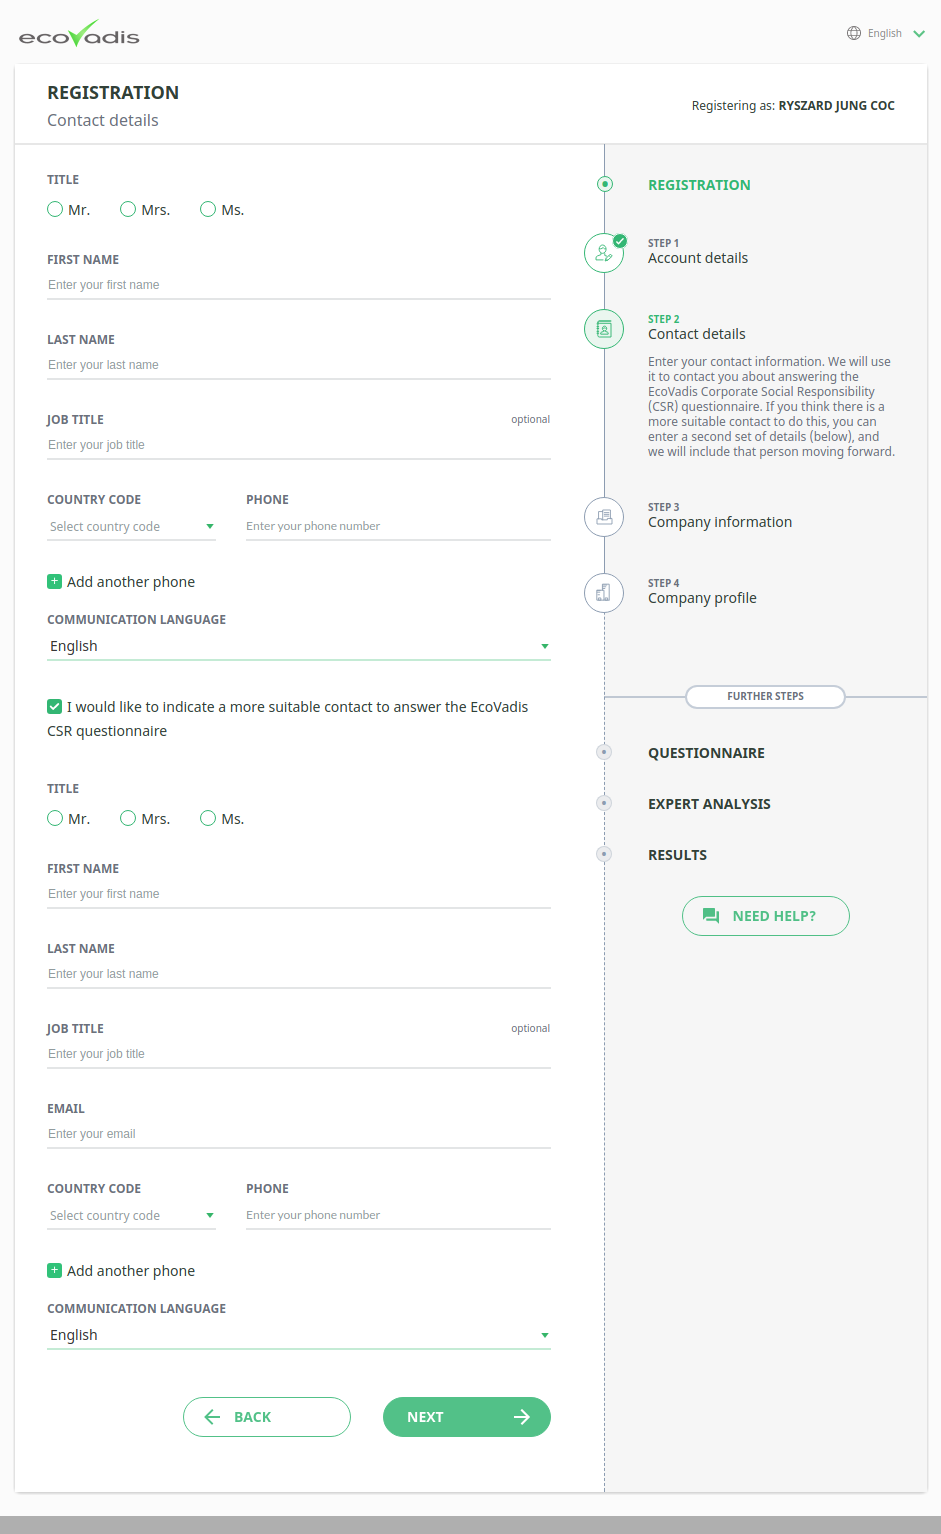 ecovadis
English
REGISTRATION
Contact details
Registering as: RYSZARD JUNG COC
TITLE
Mr.
Mrs.
Ms.
FIRST NAME
Enter your first name
LAST NAME
Enter your last name
JOB TITLE
optional
Enter your job title
COUNTRY CODE
PHONE
Select country code
Enter your phone number
Add another phone
COMMUNICATION LANGUAGE
English
I would like to indicate a more suitable contact to answer the EcoVadis
CSR questionnaire
TITLE
Mr.
Mrs.
Ms.
FIRST NAME
Enter your first name
LAST NAME
Enter your last name
JOB TITLE
optional
Enter your job title
EMAIL
Enter your email
COUNTRY CODE
PHONE
Select country code
Enter your phone number
Add another phone
COMMUNICATION LANGUAGE
English
BACK
NEXT
REGISTRATION
STEP 1
Account details
STEP 2
Contact details
Enter your contact information. We will use
it to contact you about answering the
EcoVadis Corporate Social Responsibility
(CSR) questionnaire. If you think there is a
more suitable contact to do this, you can
enter a second set of details (below), and
we will include that person moving forward.
STEP 3
Company information
STEP 4
Company profile
FURTHER STEPS
QUESTIONNAIRE
EXPERT ANALYSIS
RESULTS
NEED HELP?